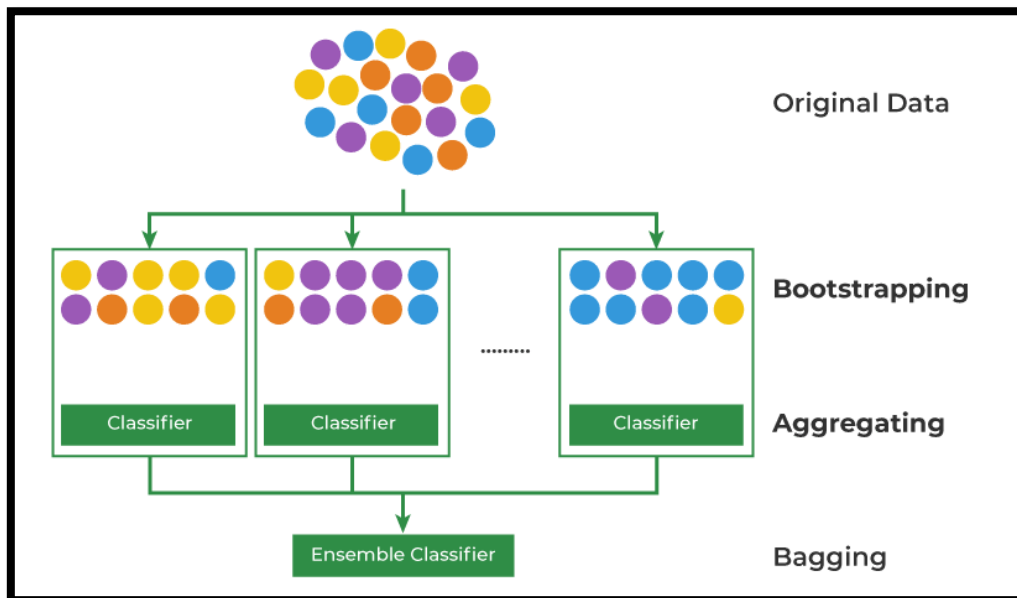 Original Data
Bootstrapping
.........
Classifier
Classifier
Classifier
Aggregating
Ensemble Classifier
Bagging